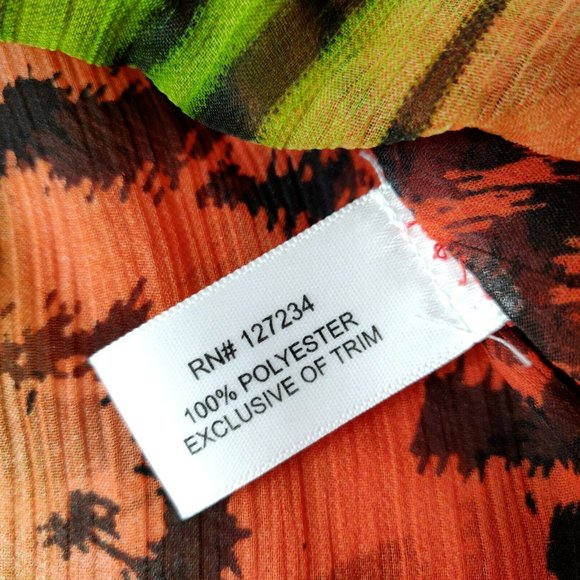 RN# 127234
100% POLYESTER
EXCLUSIVE OF TRIM